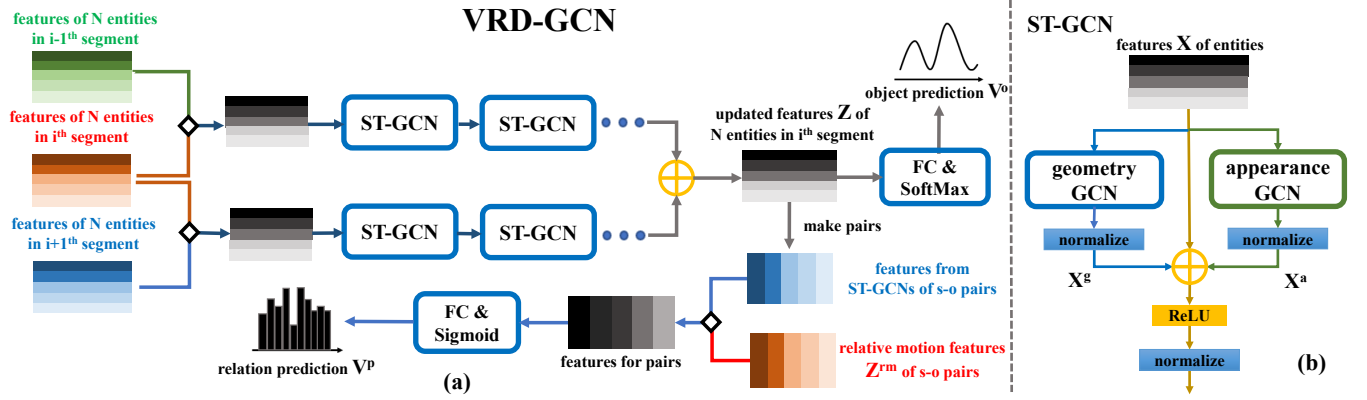 VRD-GCN
features of N entities
in i-1th segment
features of N entities
in ith segment
features of N entities
in i+1th segment
ST-GCN
ST-GCN
ST-GCN
ST-GCN
updated features Z of
N entities in ith segment
object prediction Vo
FC &
SoftMax
make pairs
features from
ST-GCNs of s-o pairs
relative motion features
Zrm of s-o pairs
features for pairs
FC &
Sigmoid
relation prediction Vp
(a)
ST-GCN
features X of entities
geometry
GCN
appearance
GCN
normalize
normalize
Xg
Xa
ReLU
normalize
(b)